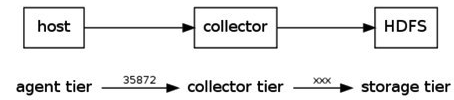 host collector HDFS
35872 xxx
agent tier collector tier storage tier